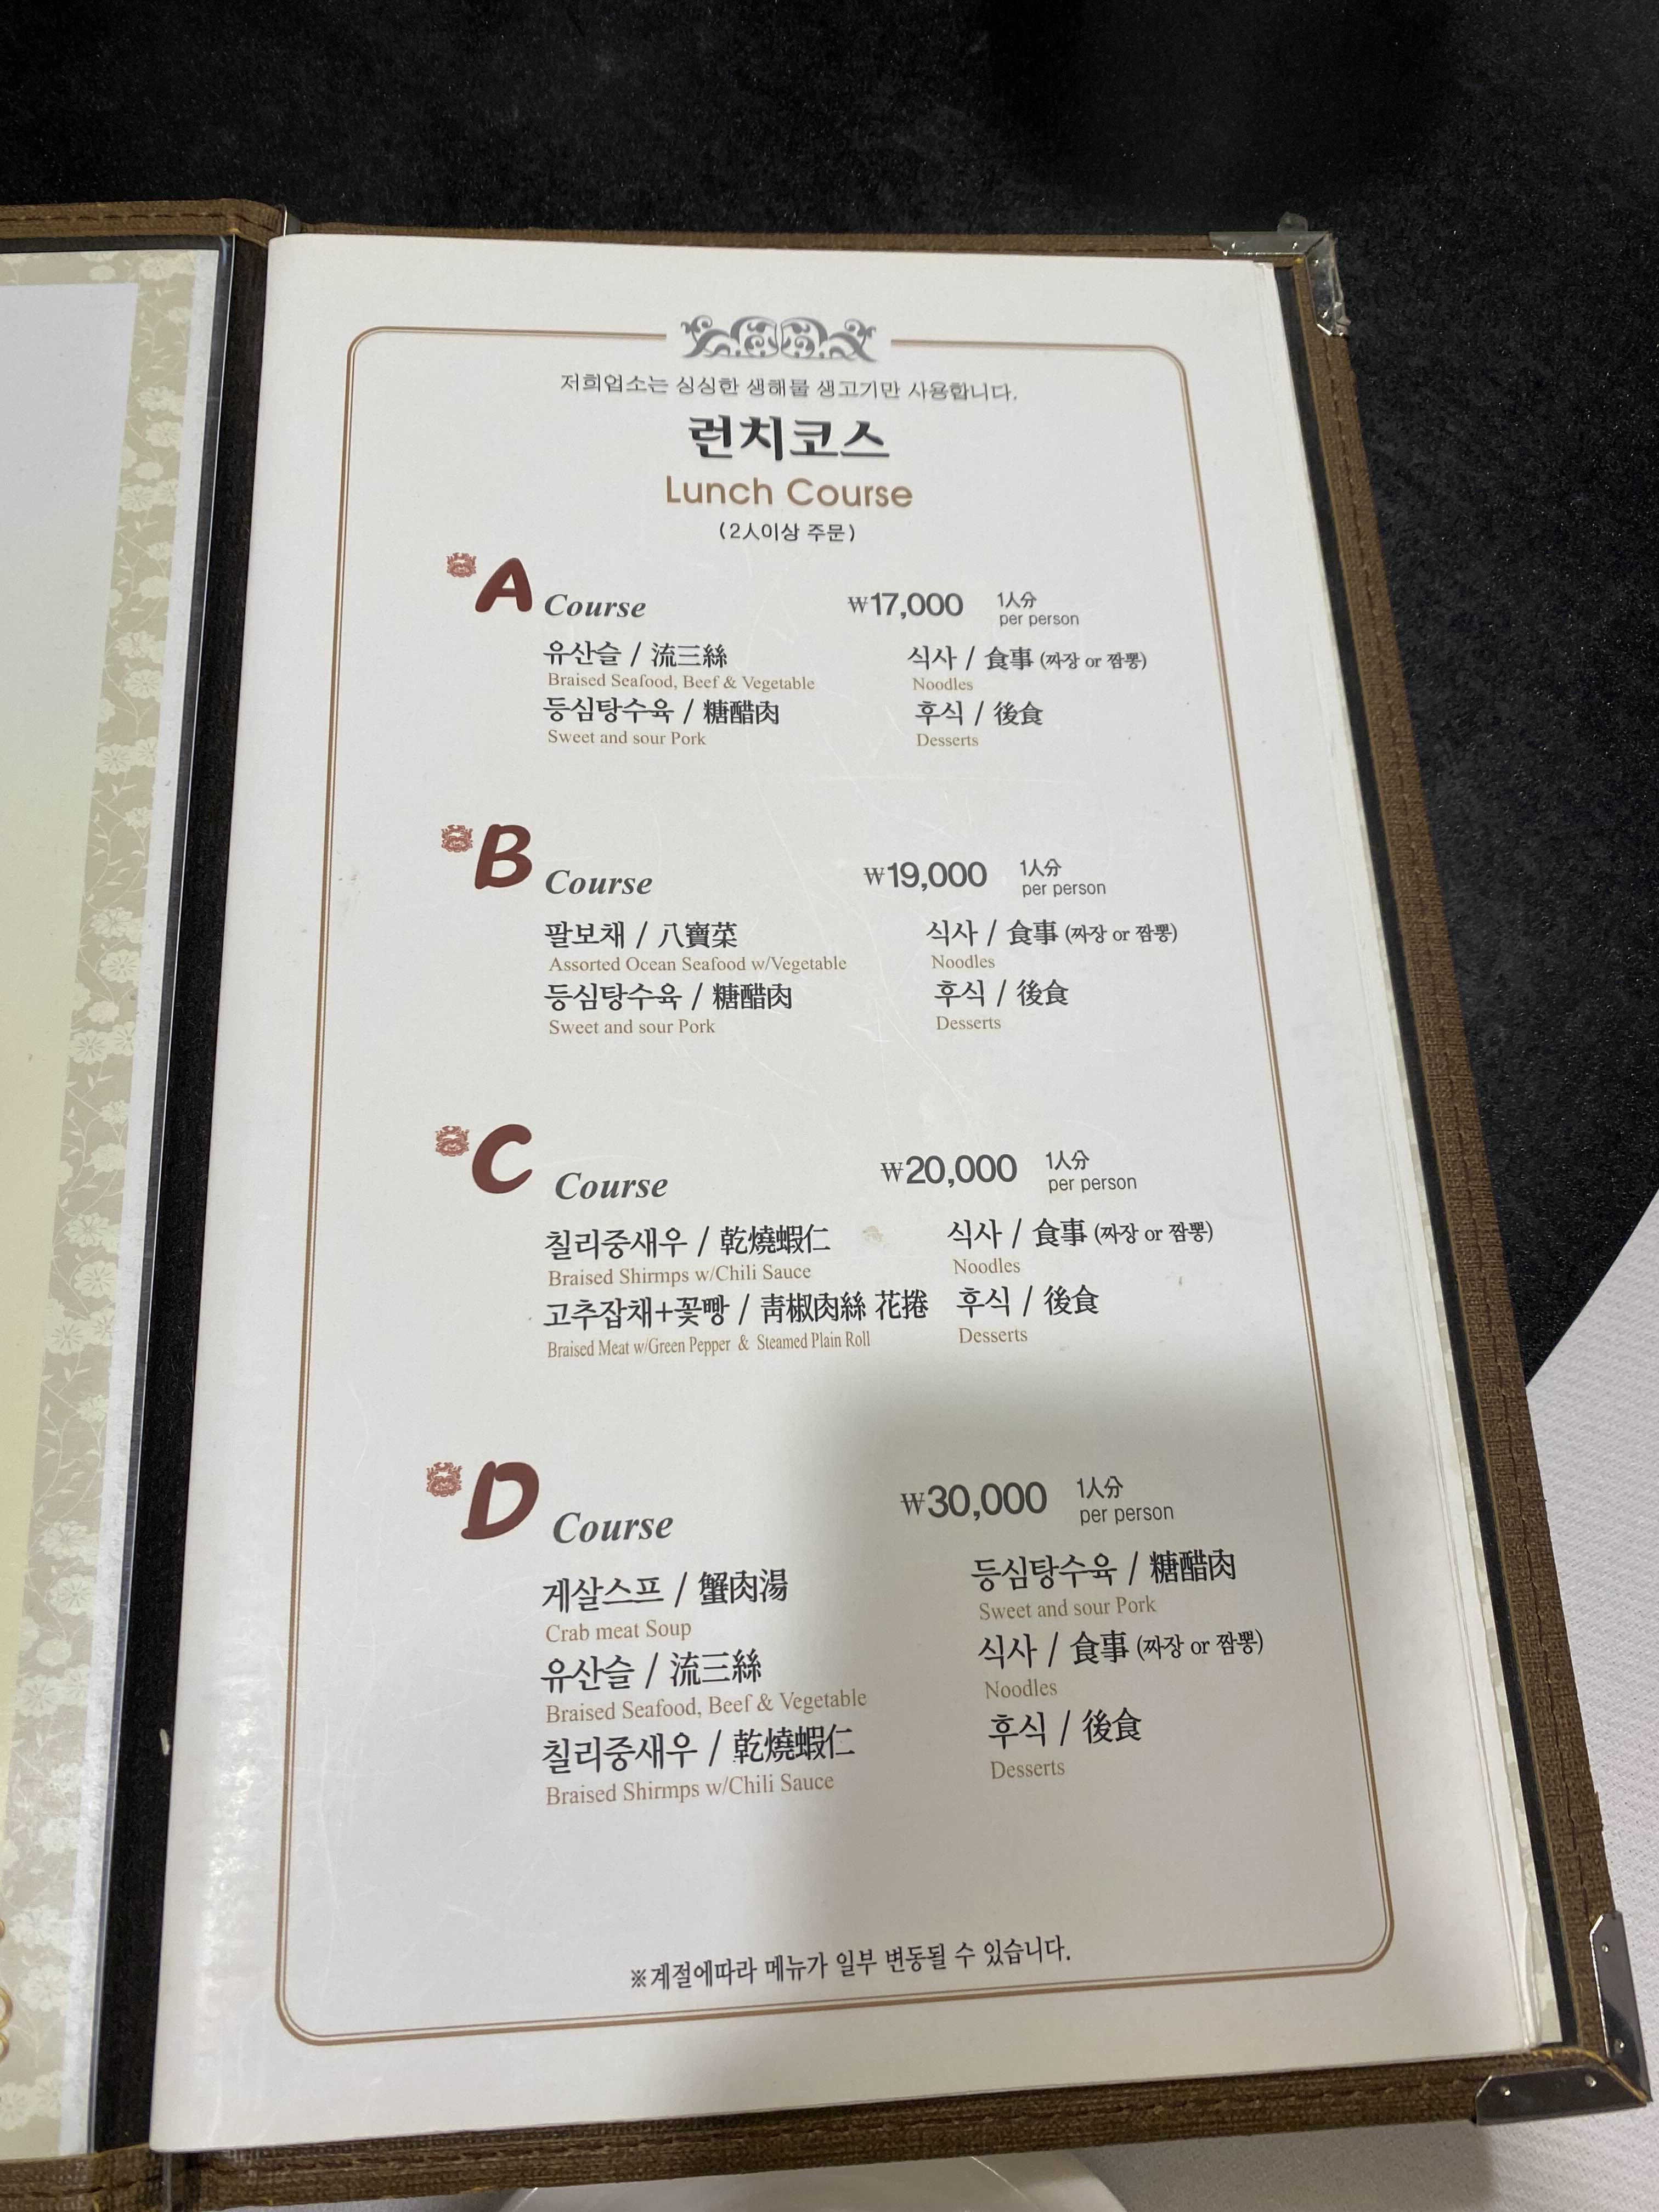 저희업소는 싱싱한 생해물 생고기만 사용합니다.
런치코스
Lunch Course
(2人이상 주문)
A Course ₩17,000 1人分 per person
유산슬 / 流三絲
Braised Seafood, Beef & Vegetable
등심탕수육 / 糖醋肉
Sweet and sour Pork
식사 / 食事 (짜장 or 짬뽕)
Noodles
후식 / 後食
Desserts
B Course ₩19,000 1人分 per person
팔보채 / 八寶菜
Assorted Ocean Seafood w/Vegetable
등심탕수육 / 糖醋肉
Sweet and sour Pork
식사 / 食事 (짜장 or 짬뽕)
Noodles
후식 / 後食
Desserts
C Course ₩20,000 1人分 per person
칠리중새우 / 乾燒蝦仁
Braised Shirmps w/Chili Sauce
고추잡채+꽃빵 / 靑椒肉絲 花捲
Braised Meat w/Green Pepper & Steamed Plain Roll
식사 / 食事 (짜장 or 짬뽕)
Noodles
후식 / 後食
Desserts
D Course ₩30,000 1人分 per person
게살스프 / 蟹肉湯
Crab meat Soup
유산슬 / 流三絲
Braised Seafood, Beef & Vegetable
칠리중새우 / 乾燒蝦仁
Braised Shirmps w/Chili Sauce
등심탕수육 / 糖醋肉
Sweet and sour Pork
식사 / 食事 (짜장 or 짬뽕)
Noodles
후식 / 後食
Desserts
※계절에따라 메뉴가 일부 변동될 수 있습니다.